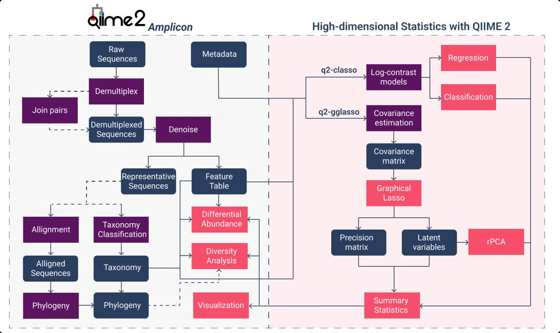 Qiime 2 Amplicon
High-dimensional Statistics with QIIME 2
Raw
Sequences
Metadata
Demultiplex
Join pairs
Demultiplexed
Sequences
Denoise
Representative
Sequences
Feature
Table
Allignment
Taxonomy
Classification
Differential
Abundance
Diversity
Analysis
Alligned
Sequences
Taxonomy
Phylogeny
Phylogeny
Visualization
q2-classo
Log-contrast
models
Regression
Classification
q2-gglasso
Covariance
estimation
Covariance
matrix
Graphical
Lasso
Precision
matrix
Latent
variables
rPCA
Summary
Statistics